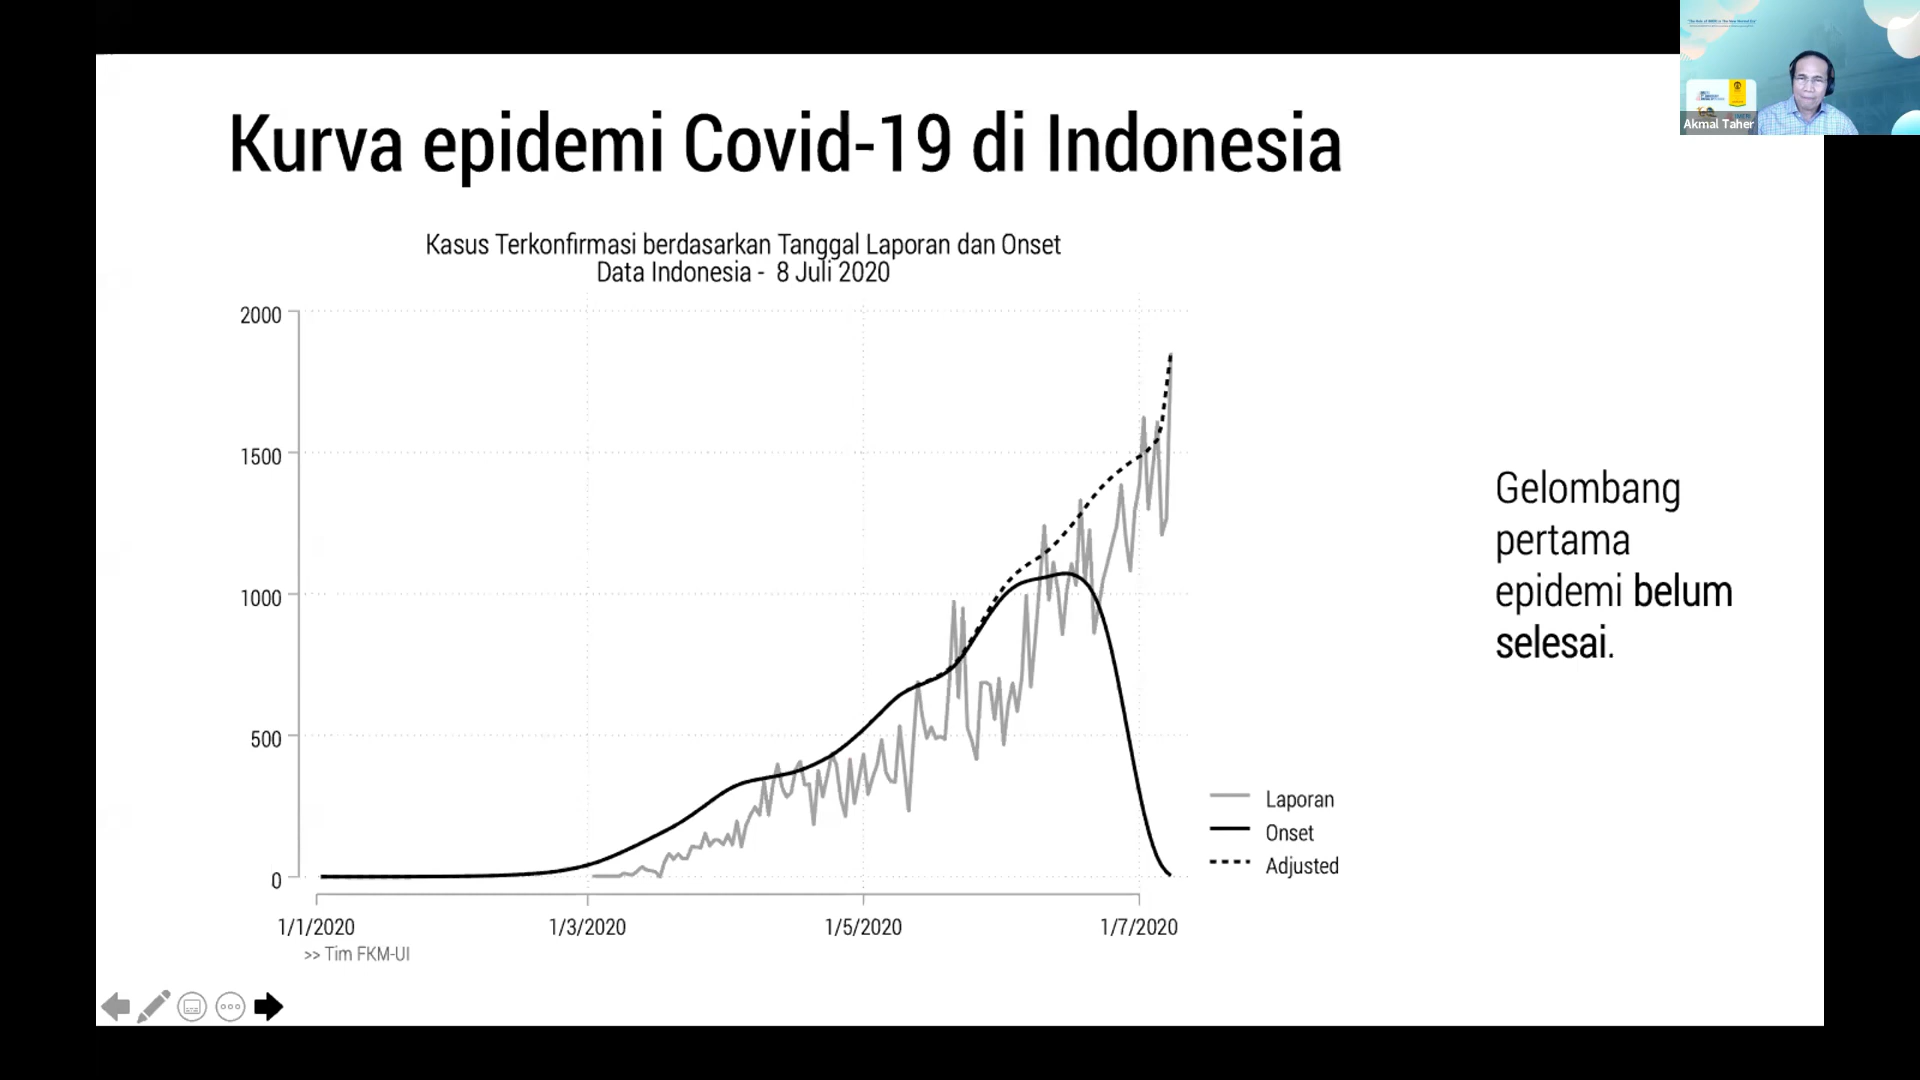 Kurva epidemi Covid-19 di Indonesia
Kasus Terkonfirmasi berdasarkan Tanggal Laporan dan Onset
Data Indonesia - 8 Juli 2020
2000
1500
1000
500
0
1/1/2020
1/3/2020
1/5/2020
1/7/2020
>> Tim FKM-UI
Laporan
Onset
Adjusted
Gelombang
pertama
epidemi belum
selesai.
Akmal Taher